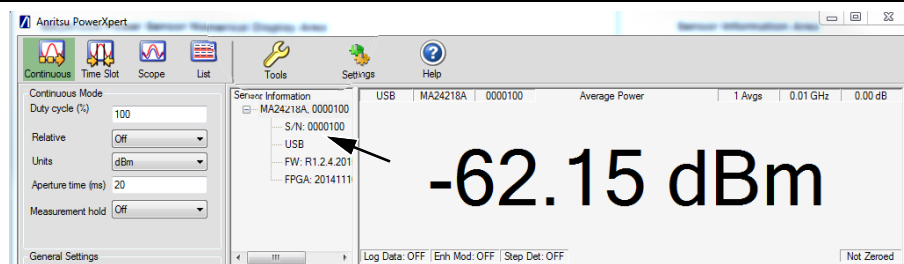 Anritsu PowerXpert
Continuous Time Slot Scope List Tools Settings Help
Continuous Mode
Duty cycle (%) 100
Relative Off
Units dBm
Aperture time (ms) 20
Measurement hold Off
General Settings
Sensor Information
MA24218A, 0000100
S/N: 0000100
USB
FW: R1.2.4.201
FPGA: 2014111
USB MA24218A 0000100 Average Power 1 Avgs 0.01 GHz 0.00 dB
-62.15 dBm
Log Data: OFF Enh Mod: OFF Step Det: OFF Not Zeroed